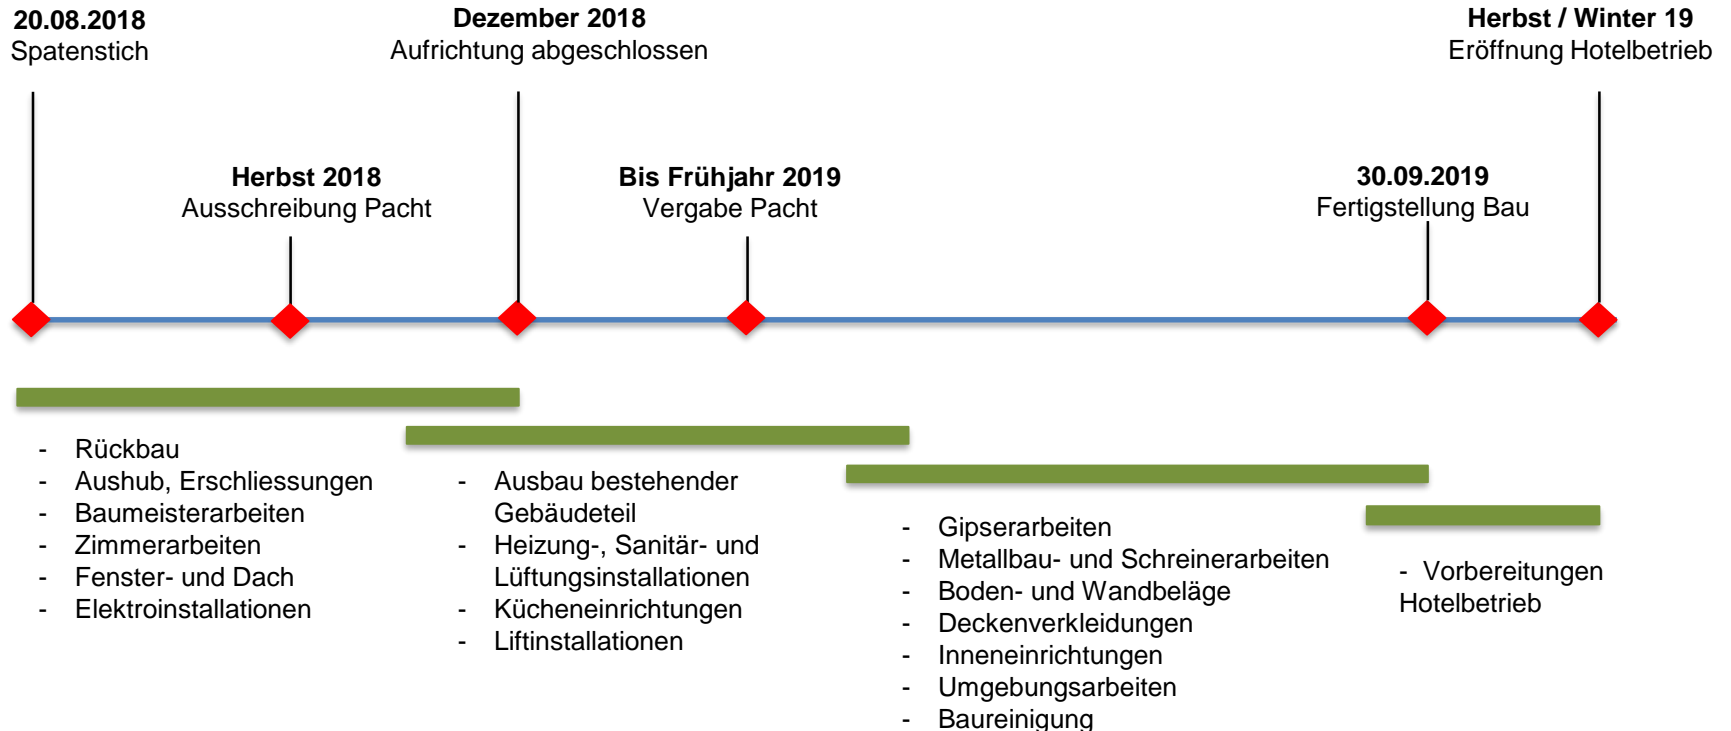 20.08.2018
Spatenstich
Dezember 2018
Aufrichtung abgeschlossen
Herbst / Winter 19
Eröffnung Hotelbetrieb
Herbst 2018
Ausschreibung Pacht
Bis Frühjahr 2019
Vergabe Pacht
30.09.2019
Fertigstellung Bau
- Rückbau
- Aushub, Erschliessungen
- Baumeisterarbeiten
- Zimmerarbeiten
- Fenster- und Dach
- Elektroinstallationen
- Ausbau bestehender
Gebäudeteil
- Heizung-, Sanitär- und
Lüftungsinstallationen
- Kücheneinrichtungen
- Liftinstallationen
- Gipserarbeiten
- Metallbau- und Schreinerarbeiten
- Boden- und Wandbeläge
- Deckenverkleidungen
- Inneneinrichtungen
- Umgebungsarbeiten
- Baureinigung
- Vorbereitungen
Hotelbetrieb